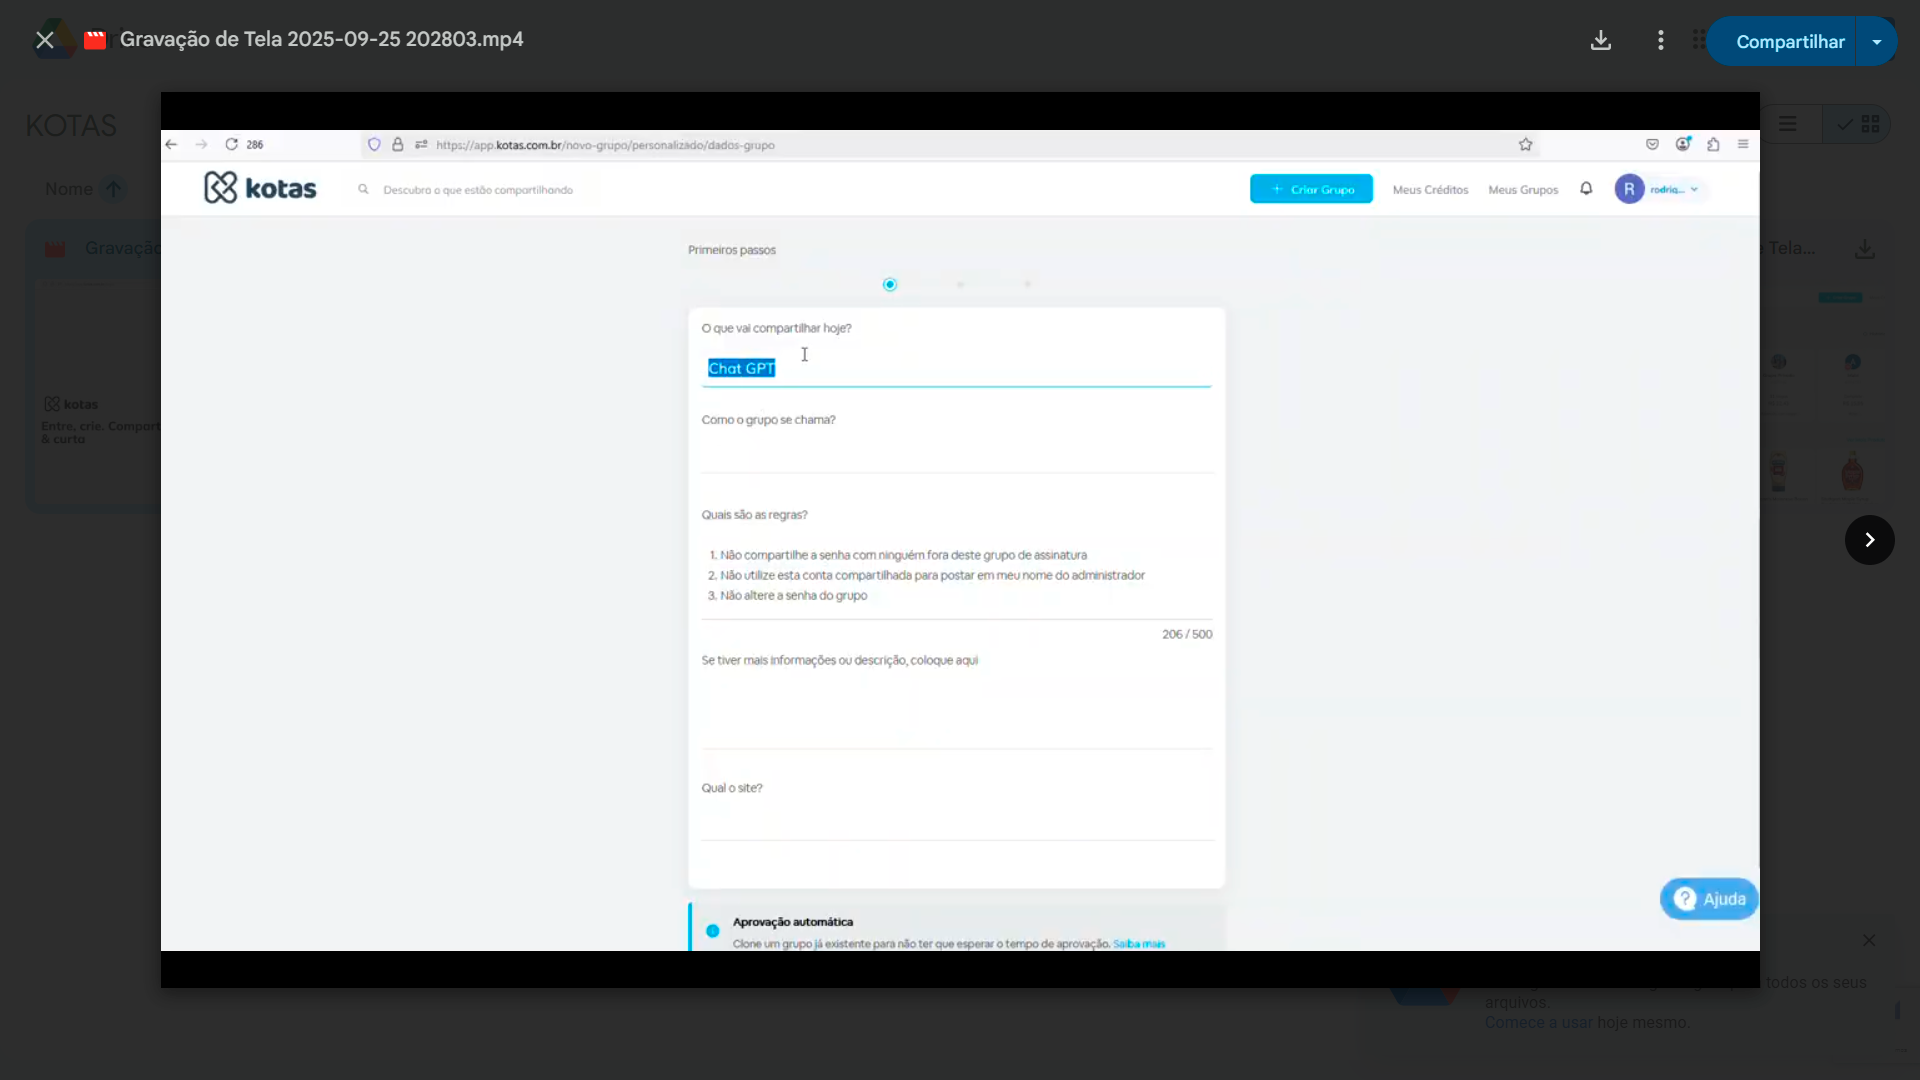 Gravação de Tela 2025-09-25 202803.mp4
Compartilhar
KOTAS
286
https://app.kotas.com.br/novo-grupo/personalizado/dados-grupo
Nome
kotas
Descubra o que estão compartilhando
+ Criar Grupo
Meus Créditos
Meus Grupos
R
rodrig...
Gravação
Tela...
Primeiros passos
O que vai compartilhar hoje?
Chat GPT
kotas
Entre, crie. Compart
& curta
Como o grupo se chama?
Quais são as regras?
1. Não compartilhe a senha com ninguém fora deste grupo de assinatura
2. Não utilize esta conta compartilhada para postar em meu nome do administrador
3. Não altere a senha do grupo
206 / 500
Se tiver mais informações ou descrição, coloque aqui
Qual o site?
? Ajuda
Aprovação automática
Clone um grupo já existente para não ter que esperar o tempo de aprovação. Saiba mais
todos os seus
arquivos.
Comece a usar hoje mesmo.